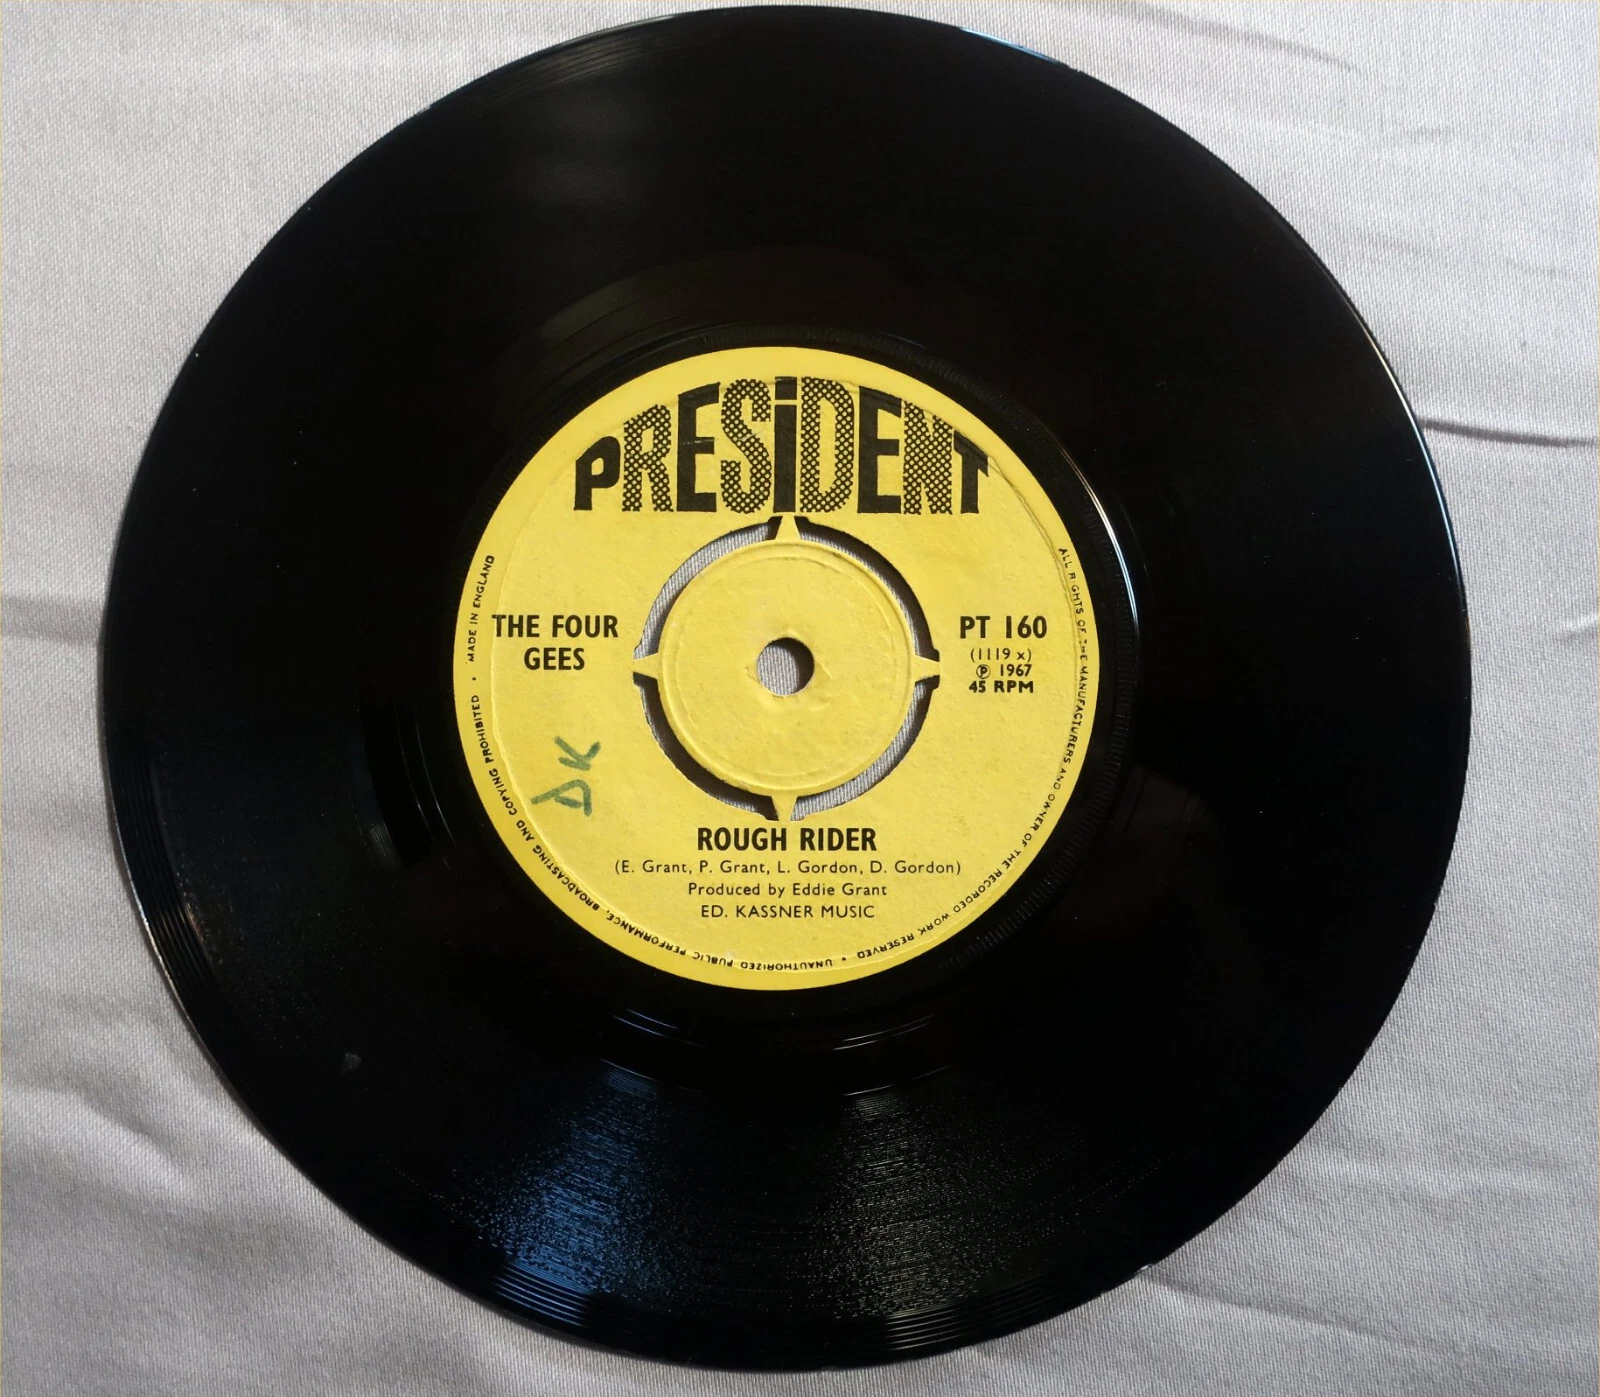 PRESiDENT
THE FOUR
GEES
PT 160
(1119 x)
℗ 1967
45 RPM
DK
ROUGH RIDER
(E. Grant, P. Grant, L. Gordon, D. Gordon)
Produced by Eddie Grant
ED. KASSNER MUSIC
ALL RIGHTS OF THE MANUFACTURERS AND OWNER OF THE RECORDED WORK RESERVED • UNAUTHORIZED PUBLIC PERFORMANCE, BROADCASTING AND COPYING PROHIBITED • MADE IN ENGLAND